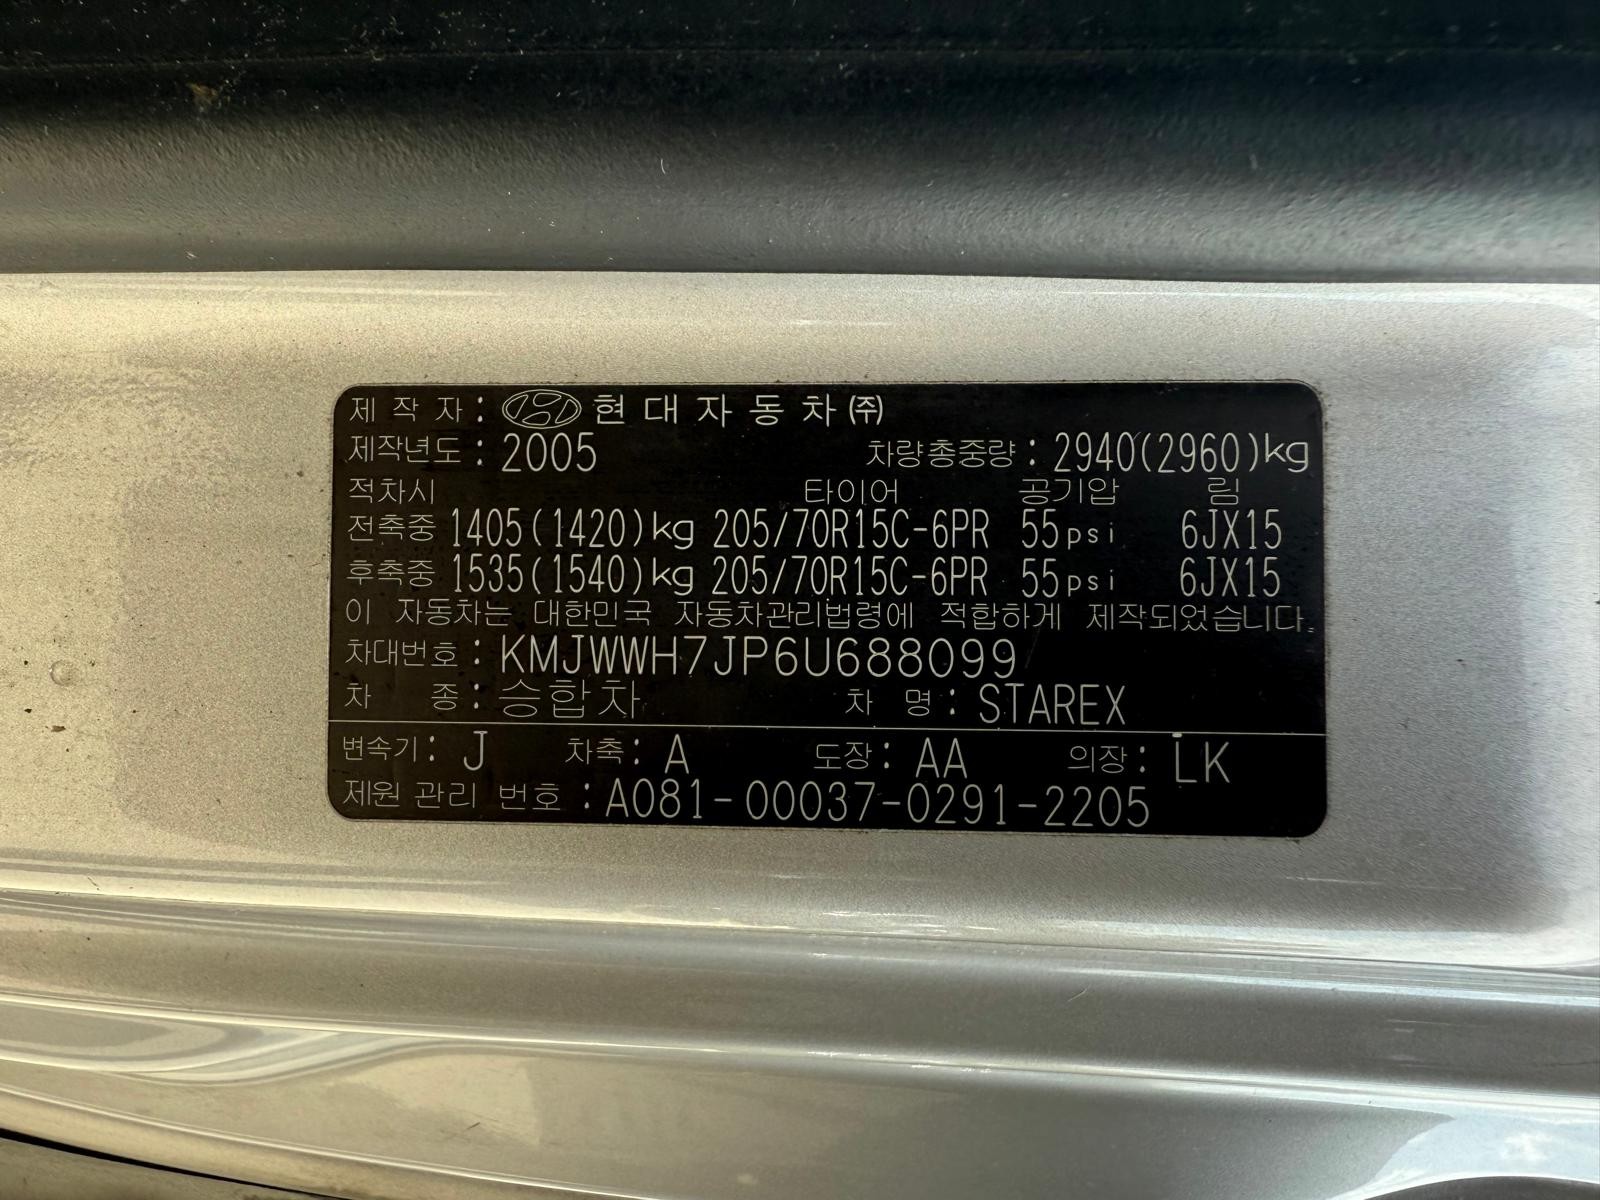 제 작 자 : 현대자동차㈜
제작년도 : 2005 차량총중량 : 2940(2960)kg
적차시 타이어 공기압 림
전축중 1405(1420)kg 205/70R15C-6PR 55psi 6JX15
후축중 1535(1540)kg 205/70R15C-6PR 55psi 6JX15
이 자동차는 대한민국 자동차관리법령에 적합하게 제작되었습니다.
차대번호 : KMJWWH7JP6U688099
차 종 : 승합차 차 명 : STAREX
변속기 : J 차축 : A 도장 : AA 의장 : LK
제원 관리 번호 : A081-00037-0291-2205